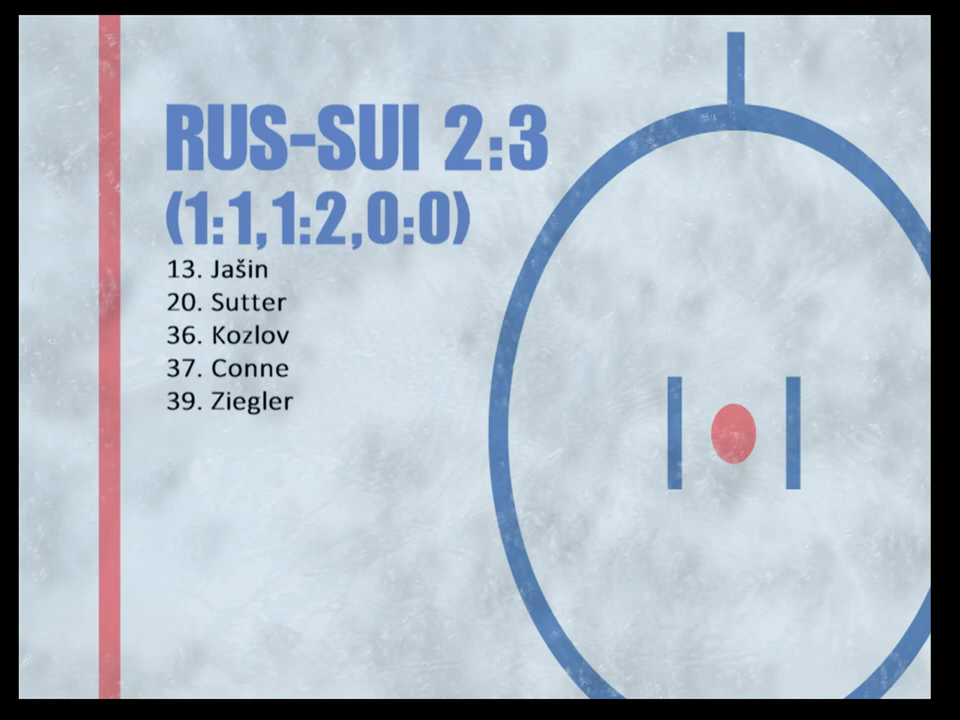 RUS-SUI 2:3
(1:1,1:2,0:0)
13. Jašin
20. Sutter
36. Kozlov
37. Conne
39. Ziegler